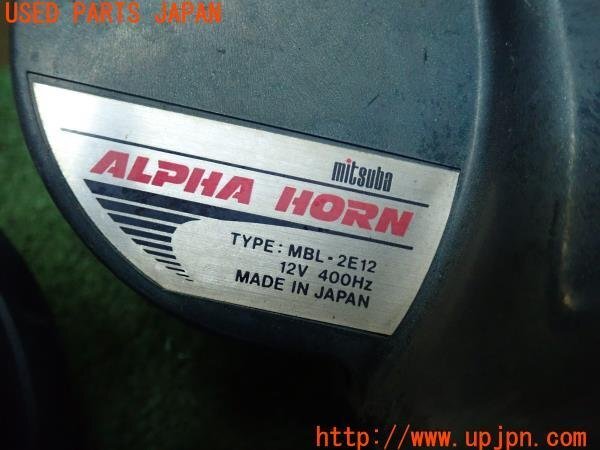 USED PARTS JAPAN
mitsuba
ALPHA HORN
TYPE: MBL-2E12
12V 400Hz
MADE IN JAPAN
http://www.upjpn.com/